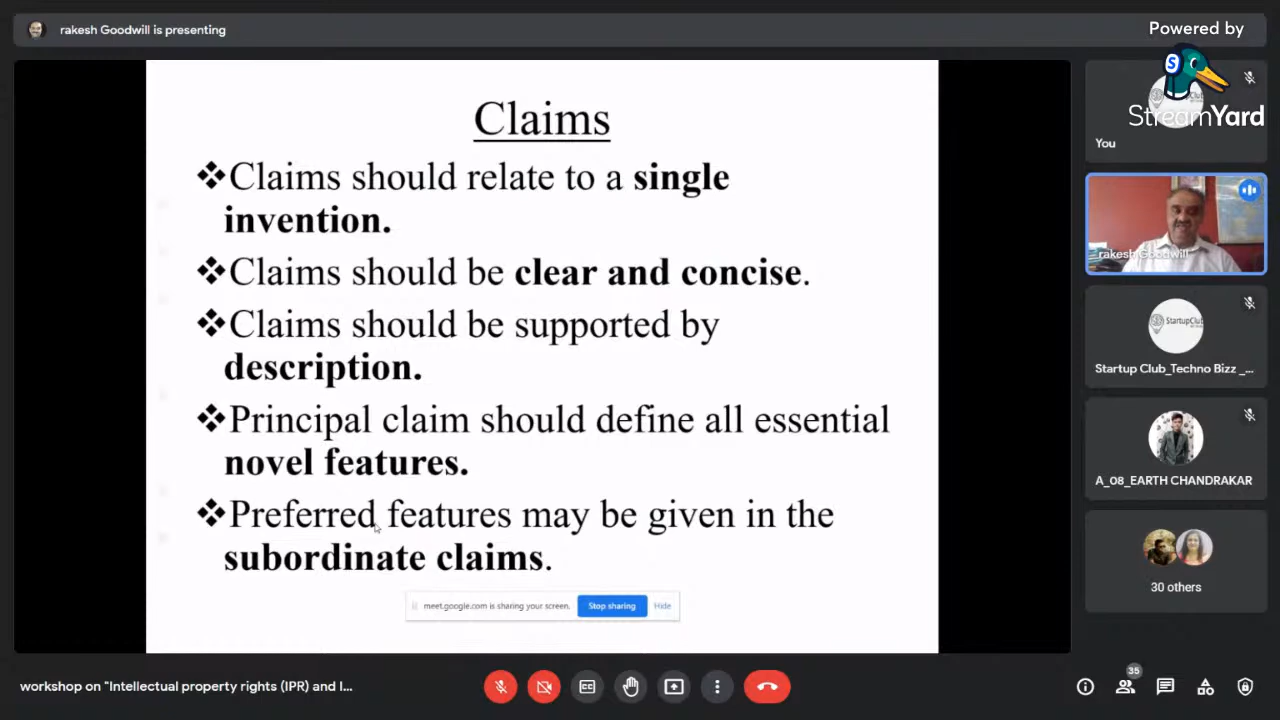 rakesh Goodwill is presenting
Powered by
StreamYard
You
Claims
❖Claims should relate to a single
invention.
❖Claims should be clear and concise.
❖Claims should be supported by
description.
❖Principal claim should define all essential
novel features.
❖Preferred features may be given in the
subordinate claims.
meet.google.com is sharing your screen.
Stop sharing
Hide
rakesh Goodwill
StartupClub
Startup Club_Techno Bizz _...
A_08_EARTH CHANDRAKAR
30 others
workshop on "Intellectual property rights (IPR) and I...
35